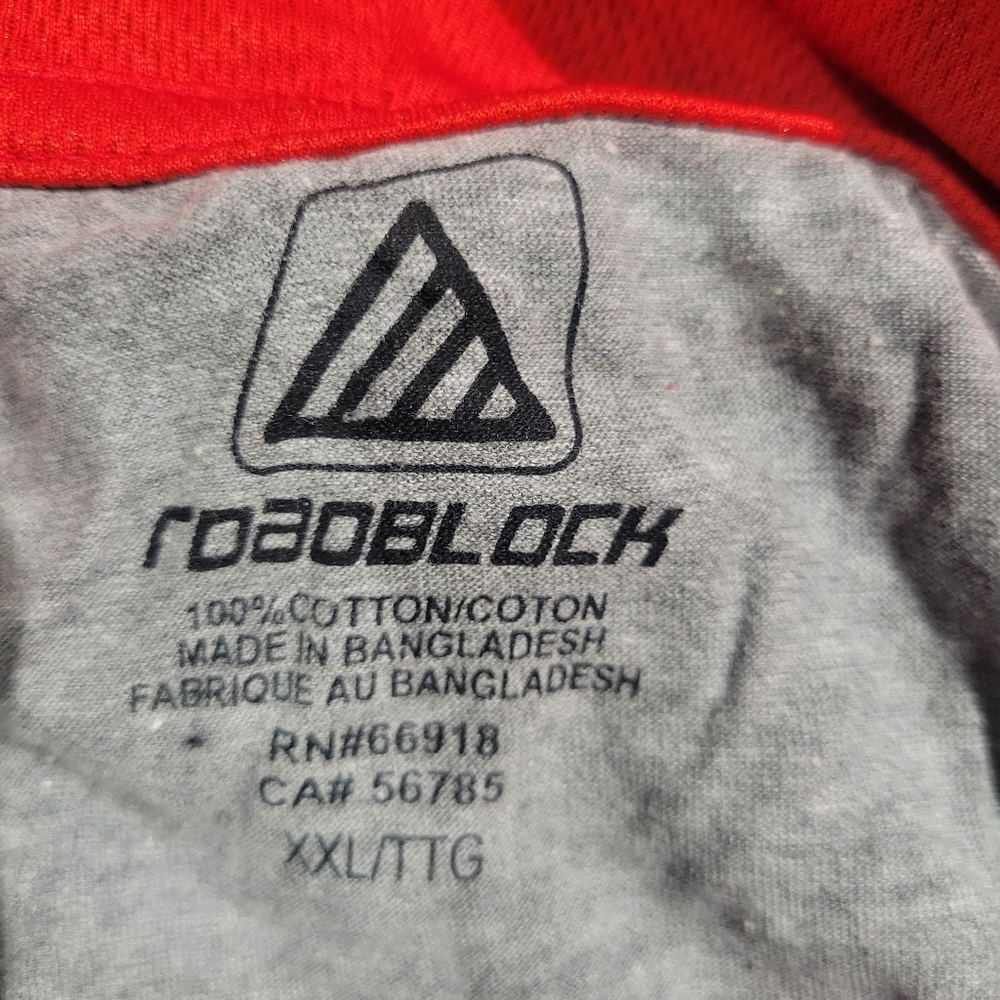 roaDBLOCK
100% COTTON/COTON
MADE IN BANGLADESH
FABRIQUE AU BANGLADESH
RN#66918
CA# 56785
XXL/TTG